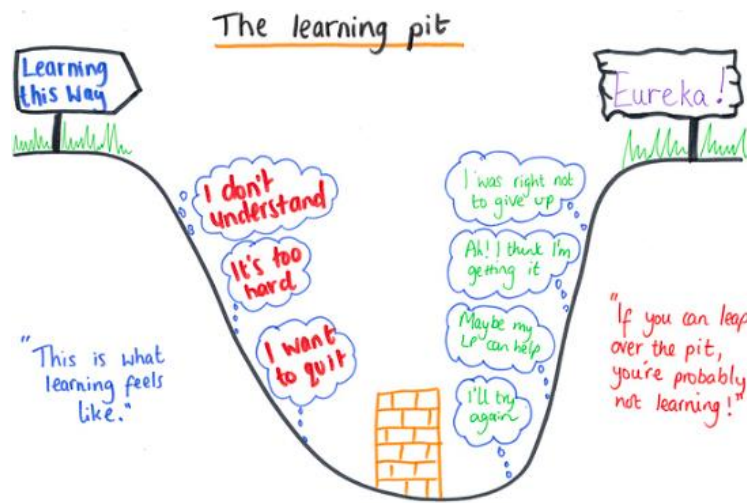 The learning pit
Learning
this Way
Eureka!
I don't
understand
It's too
hard
I want
to quit
I was right not
to give up
Ah! I think I'm
getting it
Maybe my
LP can help
I'll try
again
"This is what
learning feels
like."
"If you can leap
over the pit,
you're probably
not learning!"